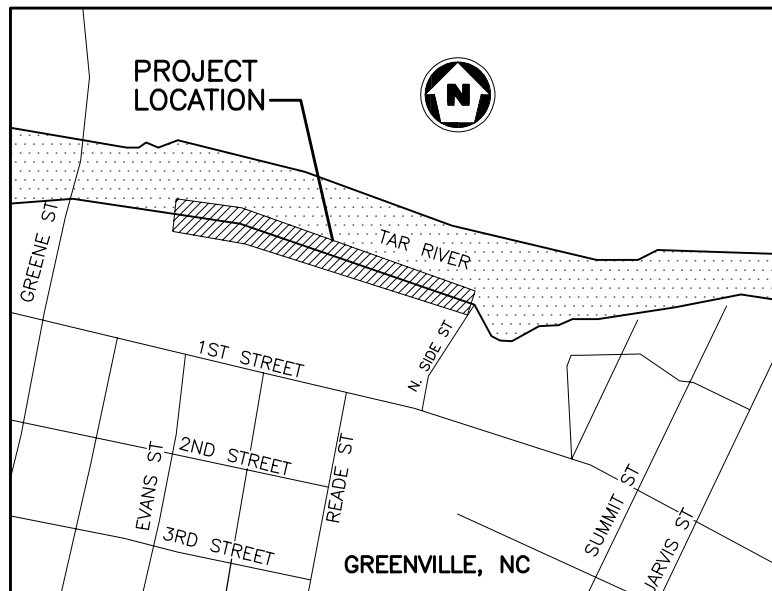 PROJECT
LOCATION
N
TAR RIVER
GREENE ST
1ST STREET
N. SIDE ST
2ND STREET
EVANS ST
READE ST
3RD STREET
SUMMIT ST
JARVIS ST
GREENVILLE, NC